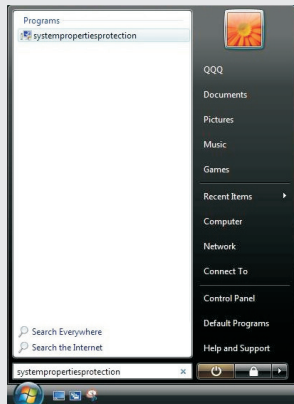 Programs
systempropertiesprotection
QQQ
Documents
Pictures
Music
Games
Recent Items
Computer
Network
Connect To
Control Panel
Default Programs
Help and Support
Search Everywhere
Search the Internet
systempropertiesprotection